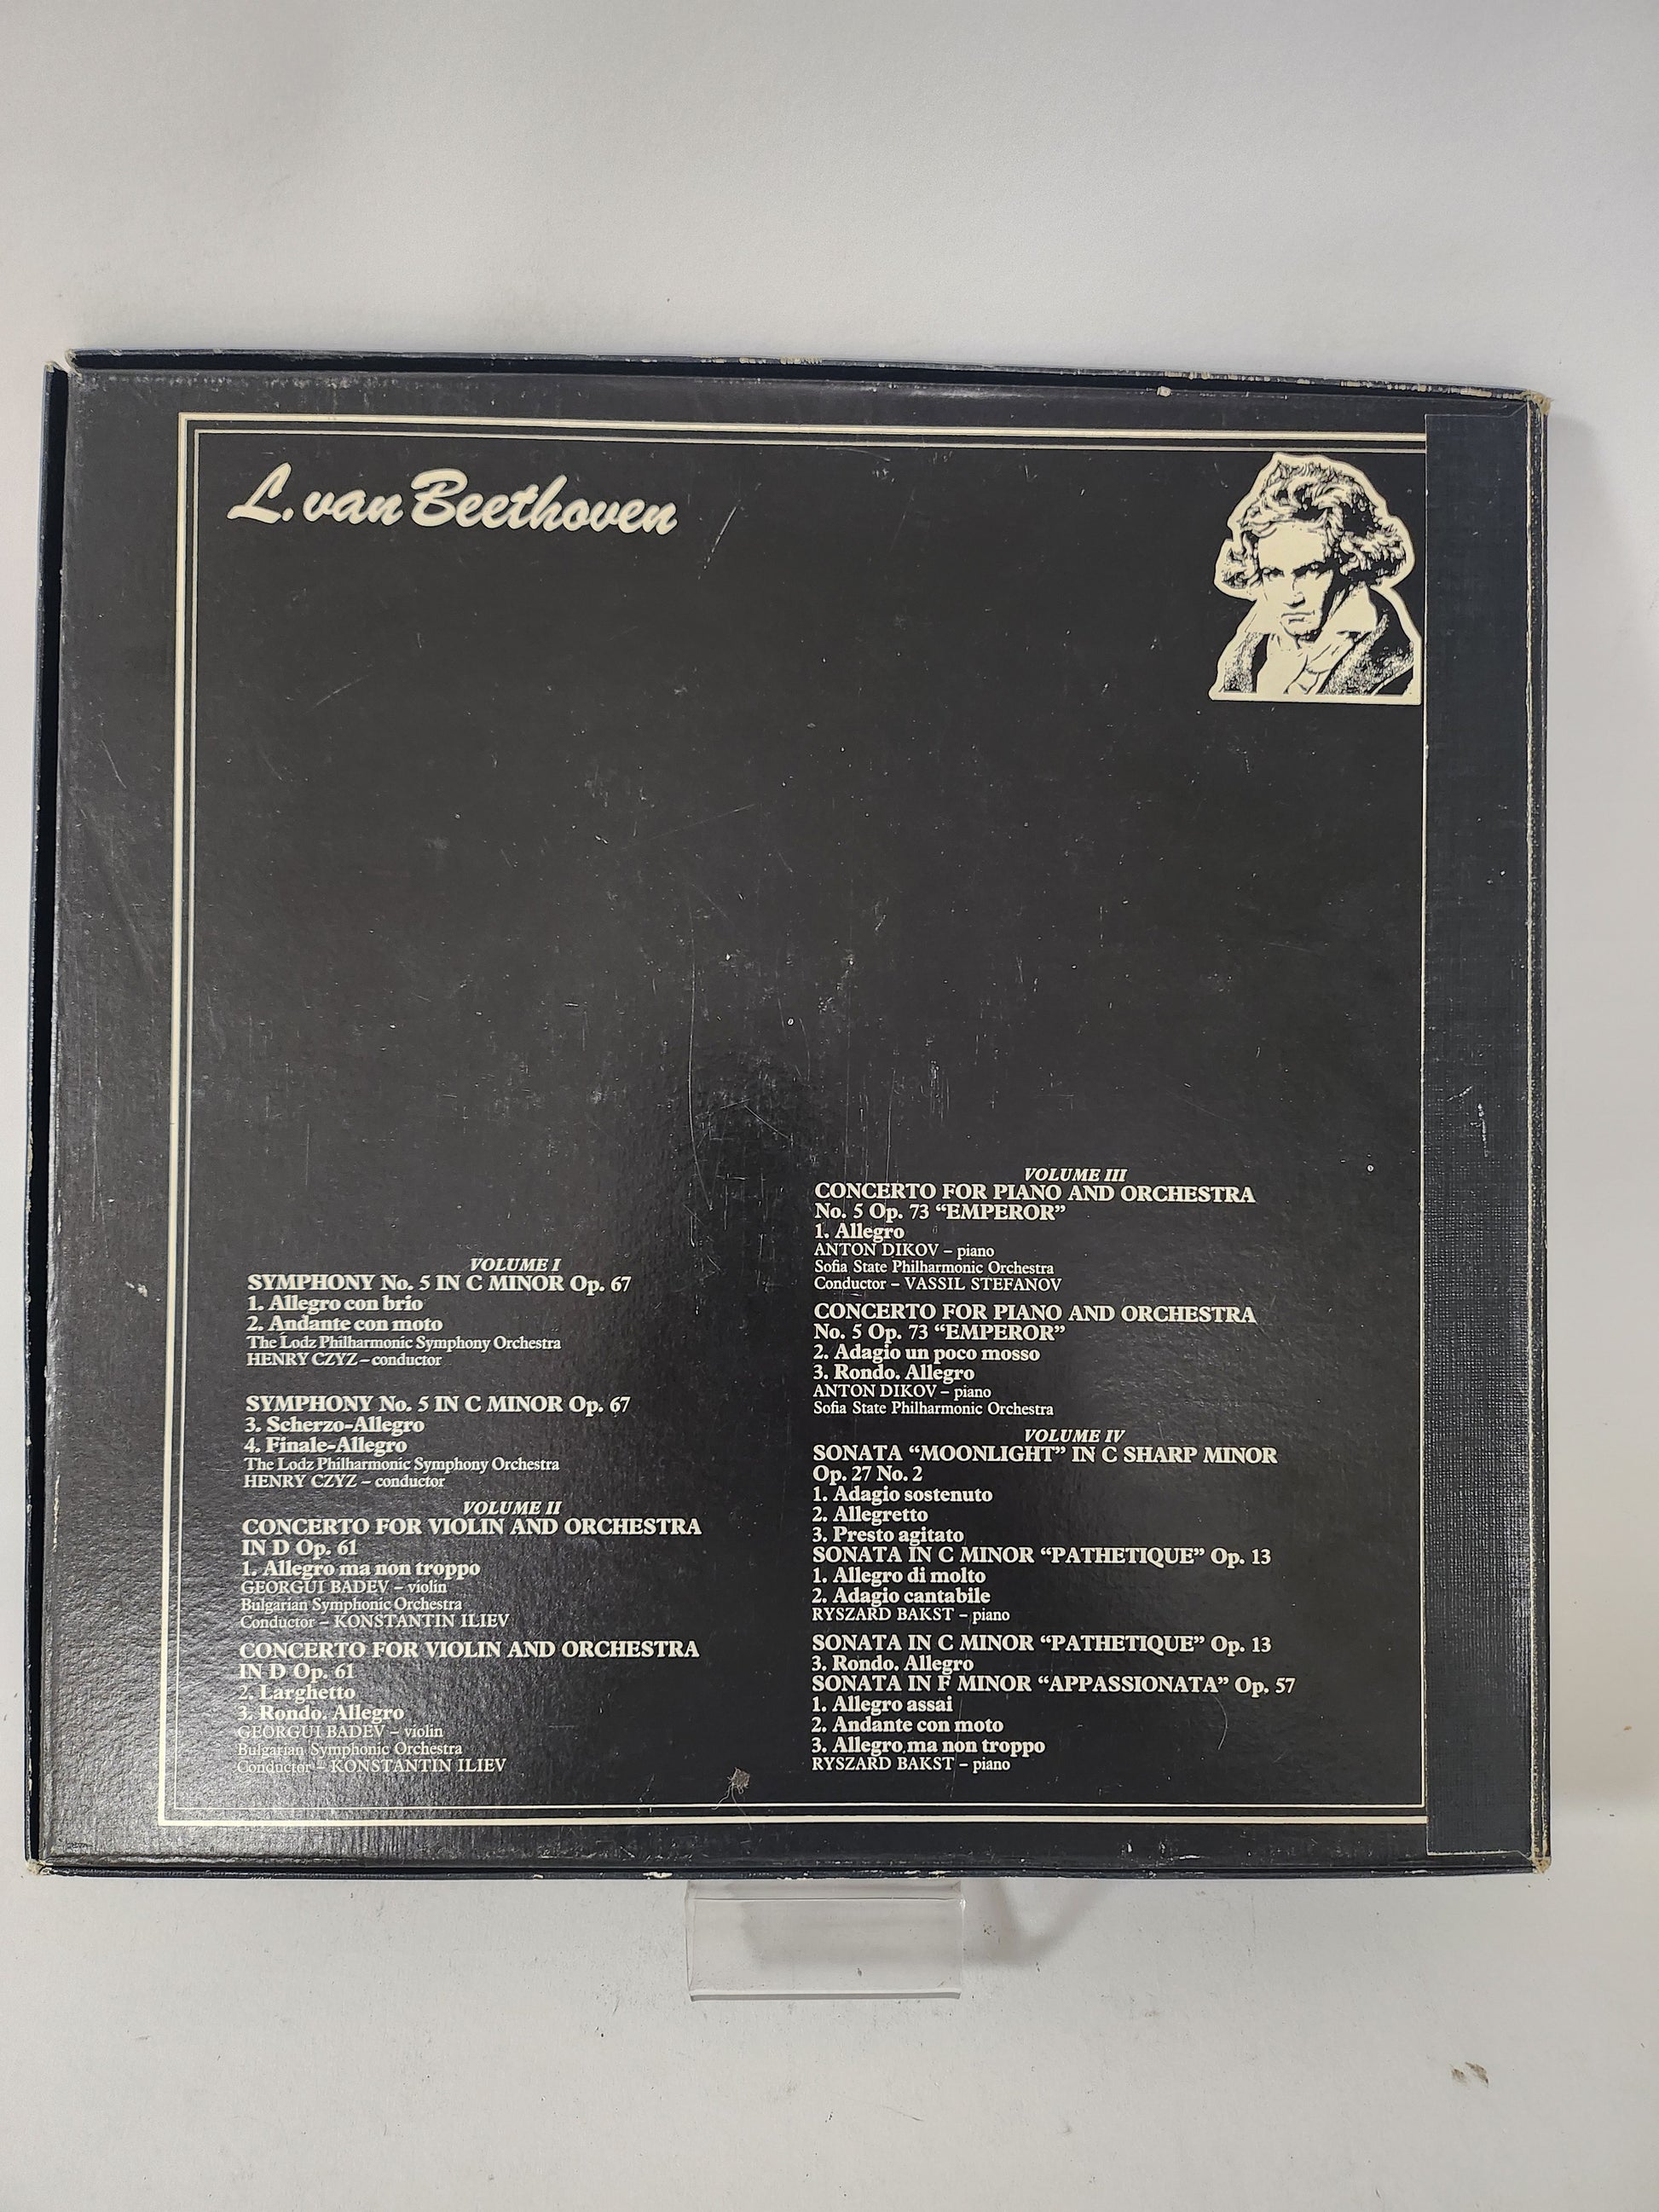 L. van Beethoven
VOLUME I
SYMPHONY No. 5 IN C MINOR Op. 67
1. Allegro con brio
2. Andante con moto
The Lodz Philharmonic Symphony Orchestra
HENRY CZYZ – conductor
SYMPHONY No. 5 IN C MINOR Op. 67
3. Scherzo-Allegro
4. Finale-Allegro
The Lodz Philharmonic Symphony Orchestra
HENRY CZYZ – conductor
VOLUME II
CONCERTO FOR VIOLIN AND ORCHESTRA
IN D Op. 61
1. Allegro ma non troppo
GEORGUI BADEV – violin
Bulgarian Symphonic Orchestra
Conductor – KONSTANTIN ILIEV
CONCERTO FOR VIOLIN AND ORCHESTRA
IN D Op. 61
2. Larghetto
3. Rondo. Allegro
GEORGUI BADEV – violin
Bulgarian Symphonic Orchestra
Conductor – KONSTANTIN ILIEV
VOLUME III
CONCERTO FOR PIANO AND ORCHESTRA
No. 5 Op. 73 “EMPEROR”
1. Allegro
ANTON DIKOV – piano
Sofia State Philharmonic Orchestra
Conductor – VASSIL STEFANOV
CONCERTO FOR PIANO AND ORCHESTRA
No. 5 Op. 73 “EMPEROR”
2. Adagio un poco mosso
3. Rondo. Allegro
ANTON DIKOV – piano
Sofia State Philharmonic Orchestra
VOLUME IV
SONATA “MOONLIGHT” IN C SHARP MINOR
Op. 27 No. 2
1. Adagio sostenuto
2. Allegretto
3. Presto agitato
SONATA IN C MINOR “PATHETIQUE” Op. 13
1. Allegro di molto
2. Adagio cantabile
RYSZARD BAKST – piano
SONATA IN C MINOR “PATHETIQUE” Op. 13
3. Rondo. Allegro
SONATA IN F MINOR “APPASSIONATA” Op. 57
1. Allegro assai
2. Andante con moto
3. Allegro ma non troppo
RYSZARD BAKST – piano